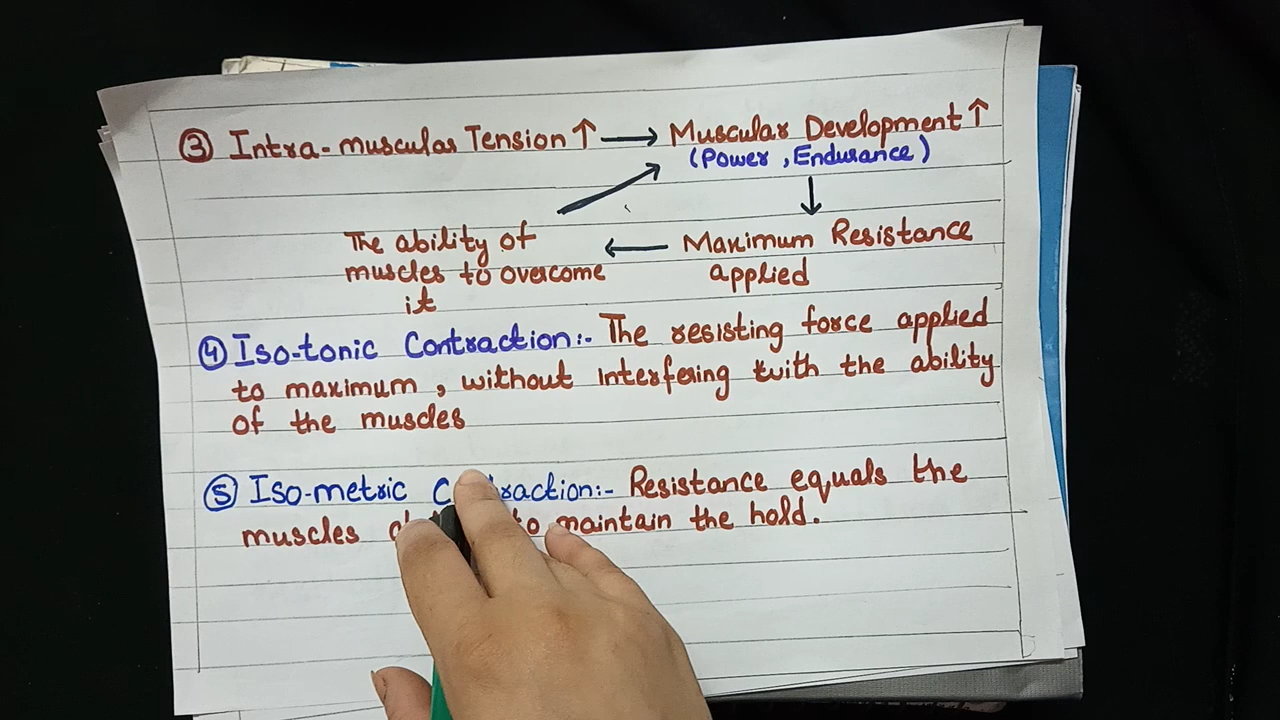 ③ Intra-muscular Tension ↑ → Muscular Development ↑
(Power, Endurance)
↓
The ability of ← Maximum Resistance
muscles to overcome applied
it
④ Iso-tonic Contraction:- The resisting force applied
to maximum, without interfering with the ability
of the muscles
⑤ Iso-metric Contraction:- Resistance equals the
muscles to maintain the hold.